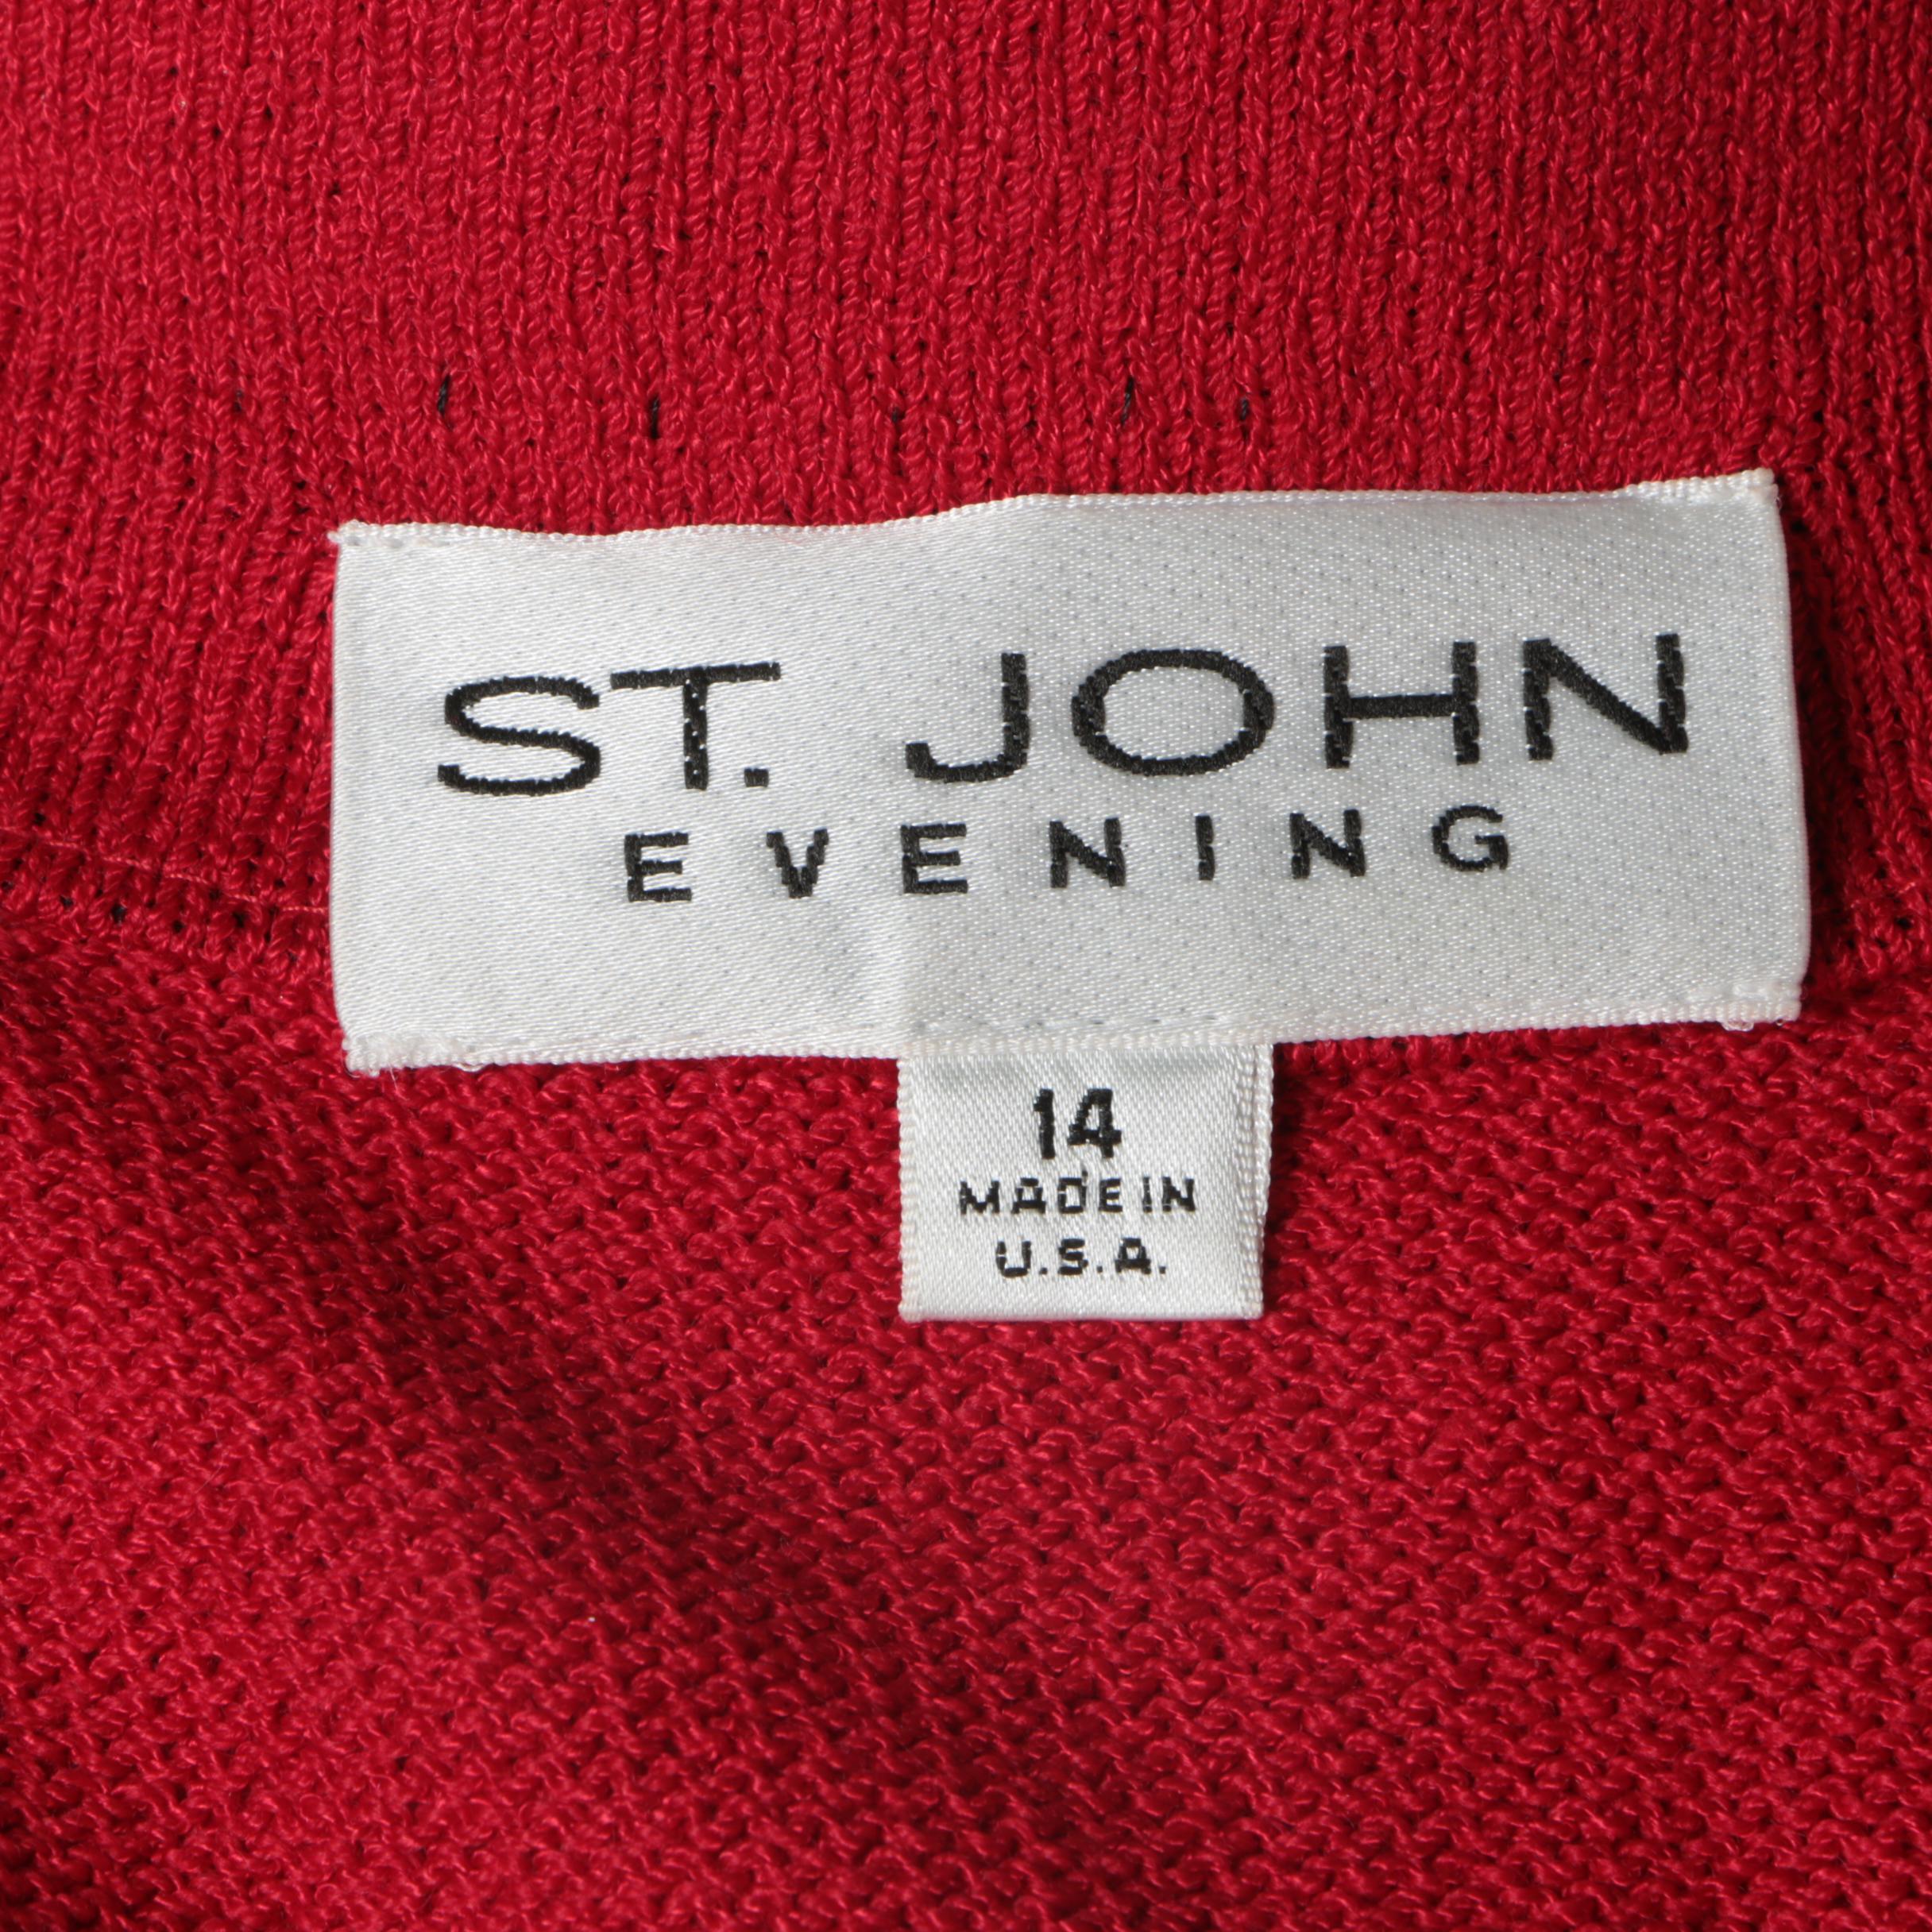 ST. JOHN
EVENING
14
MADE IN
U.S.A.